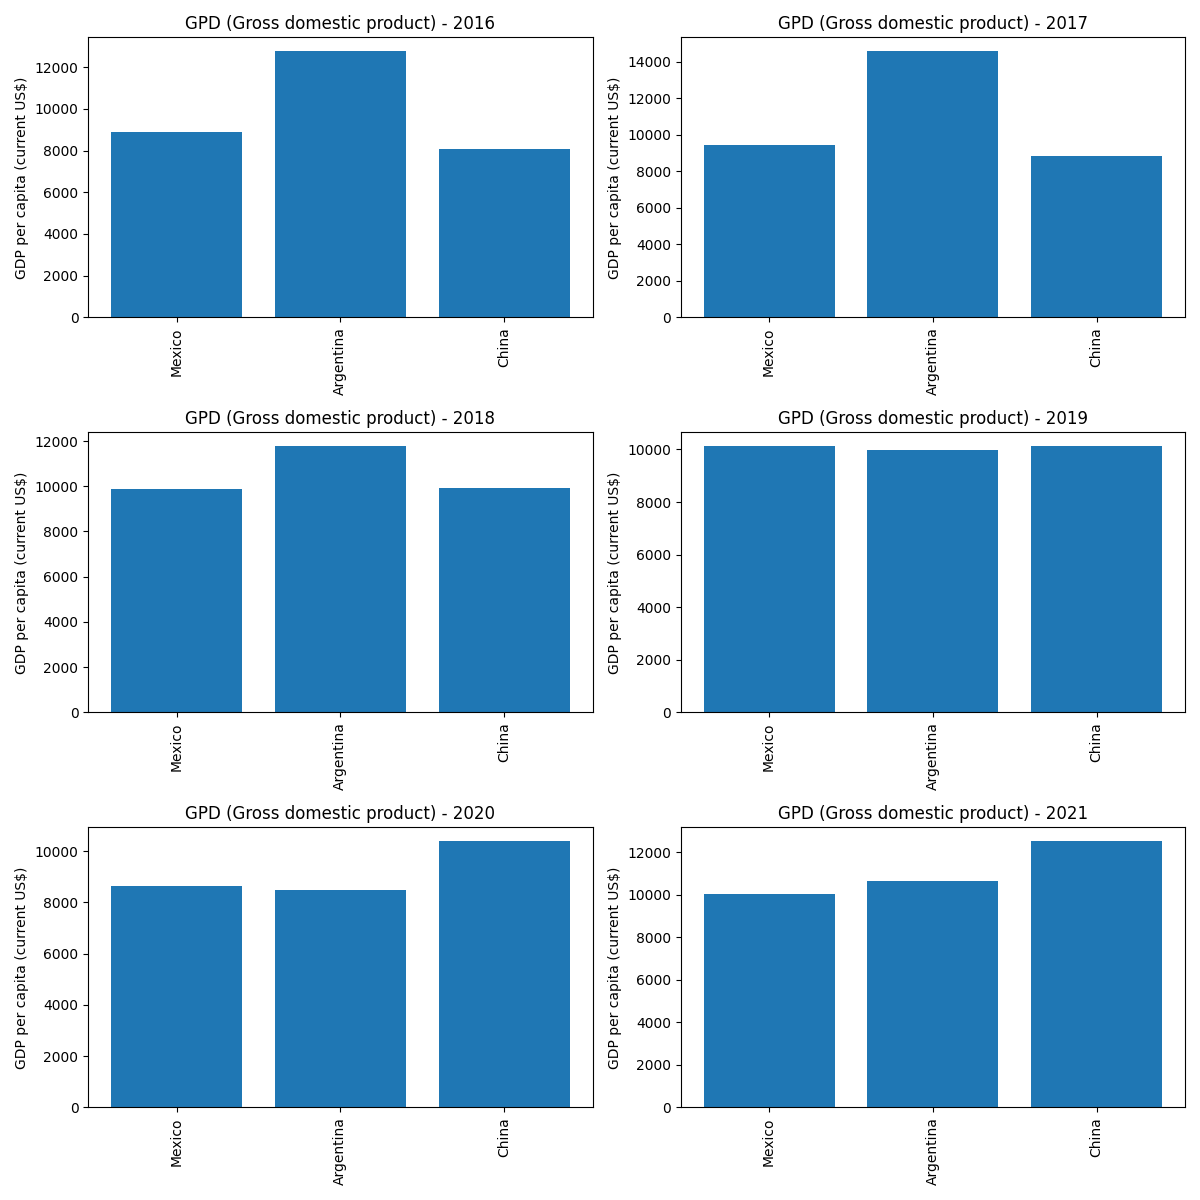 GPD (Gross domestic product) - 2016
GDP per capita (current US$)
12000
10000
8000
6000
4000
2000
0
Mexico
Argentina
China
GPD (Gross domestic product) - 2017
GDP per capita (current US$)
14000
12000
10000
8000
6000
4000
2000
0
Mexico
Argentina
China
GPD (Gross domestic product) - 2018
GDP per capita (current US$)
12000
10000
8000
6000
4000
2000
0
Mexico
Argentina
China
GPD (Gross domestic product) - 2019
GDP per capita (current US$)
10000
8000
6000
4000
2000
0
Mexico
Argentina
China
GPD (Gross domestic product) - 2020
GDP per capita (current US$)
10000
8000
6000
4000
2000
0
Mexico
Argentina
China
GPD (Gross domestic product) - 2021
GDP per capita (current US$)
12000
10000
8000
6000
4000
2000
0
Mexico
Argentina
China